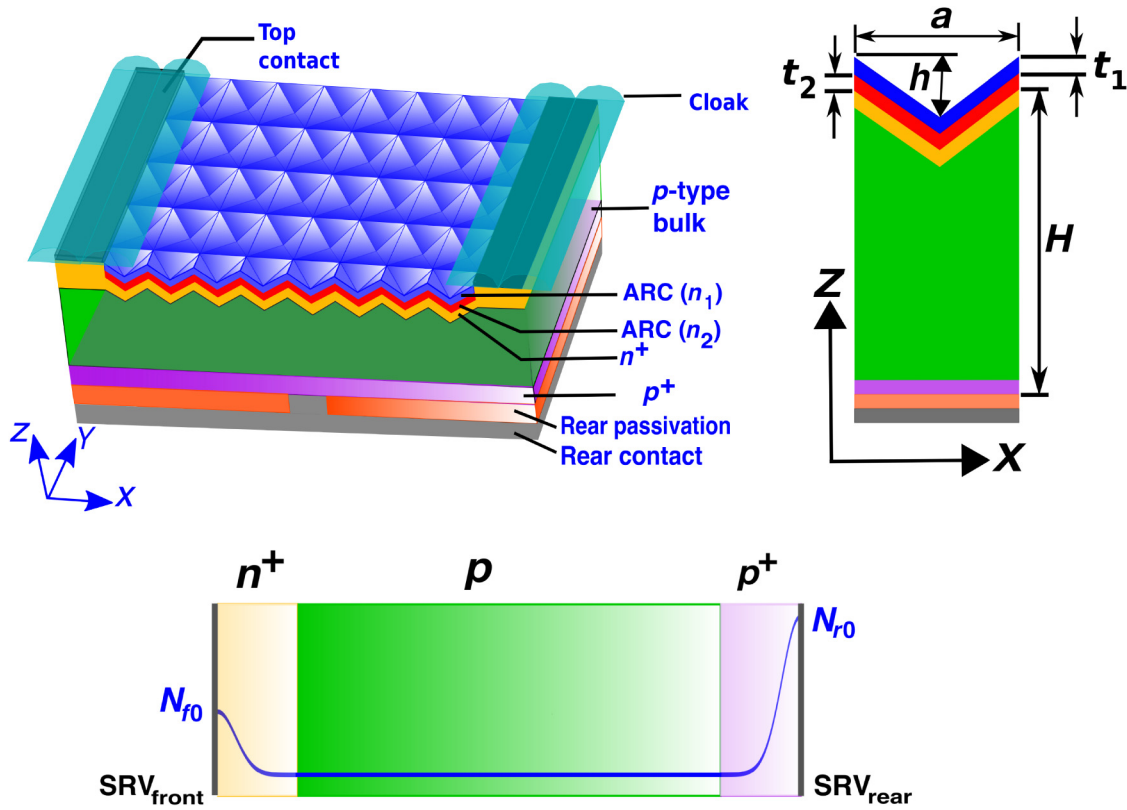 Top
contact
Cloak
p-type
bulk
ARC (n1)
ARC (n2)
n+
p+
Rear passivation
Rear contact
Z
Y
X
a
t2
h
t1
H
Z
X
n+
p
p+
Nf0
Nr0
SRVfront
SRVrear